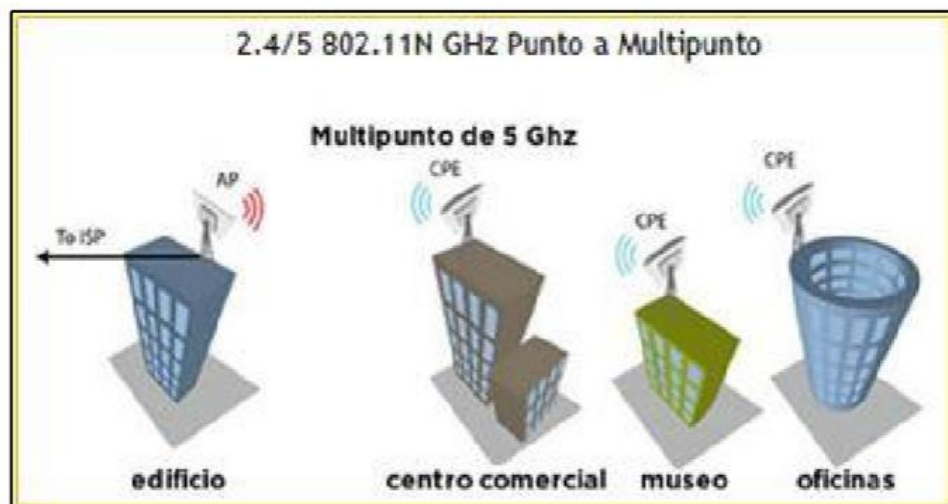 2.4/5 802.11N GHz Punto a Multipunto
Multipunto de 5 Ghz
AP
CPE
CPE
CPE
To ISP
edificio
centro comercial
museo
oficinas